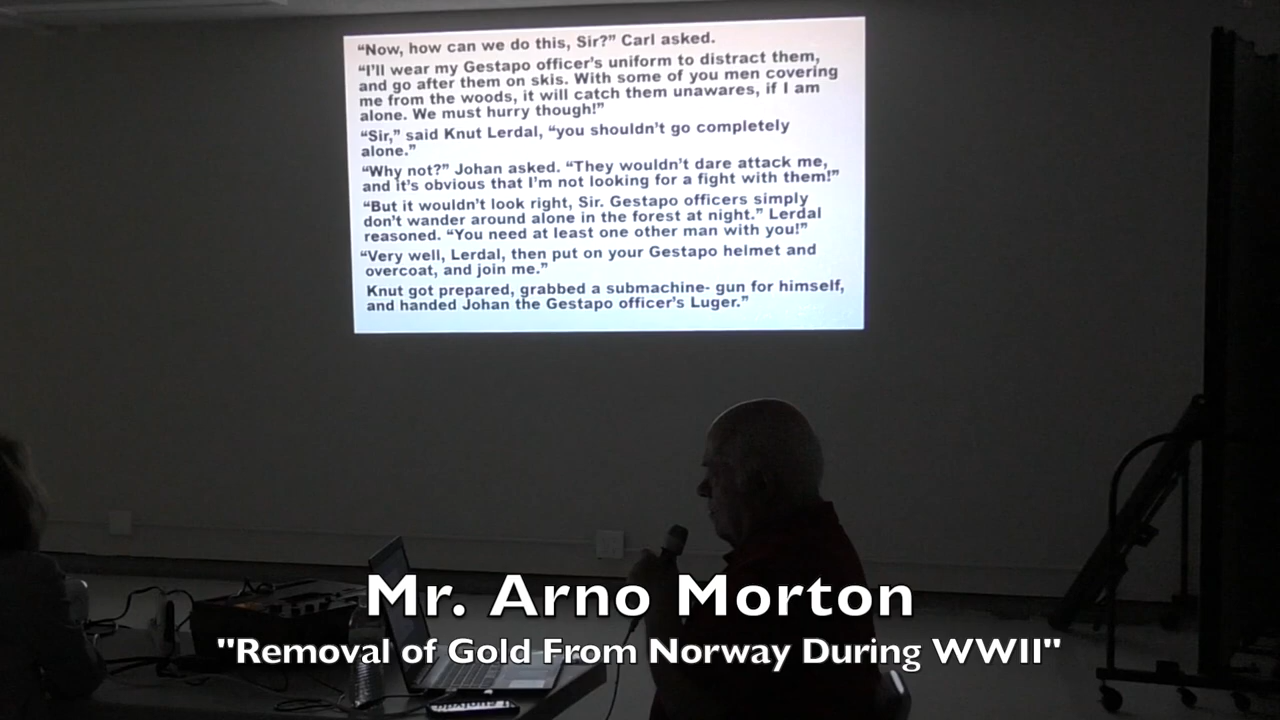 “Now, how can we do this, Sir?” Carl asked.
“I’ll wear my Gestapo officer’s uniform to distract them,
and go after them on skis. With some of you men covering
me from the woods, it will catch them unawares, if I am
alone. We must hurry though!”
“Sir,” said Knut Lerdal, “you shouldn’t go completely
alone.”
“Why not?” Johan asked. “They wouldn’t dare attack me,
and it’s obvious that I’m not looking for a fight with them!”
“But it wouldn’t look right, Sir. Gestapo officers simply
don’t wander around alone in the forest at night.” Lerdal
reasoned. “You need at least one other man with you!”
“Very well, Lerdal, then put on your Gestapo helmet and
overcoat, and join me.”
Knut got prepared, grabbed a submachine- gun for himself,
and handed Johan the Gestapo officer’s Luger.”
Mr. Arno Morton
"Removal of Gold From Norway During WWII"